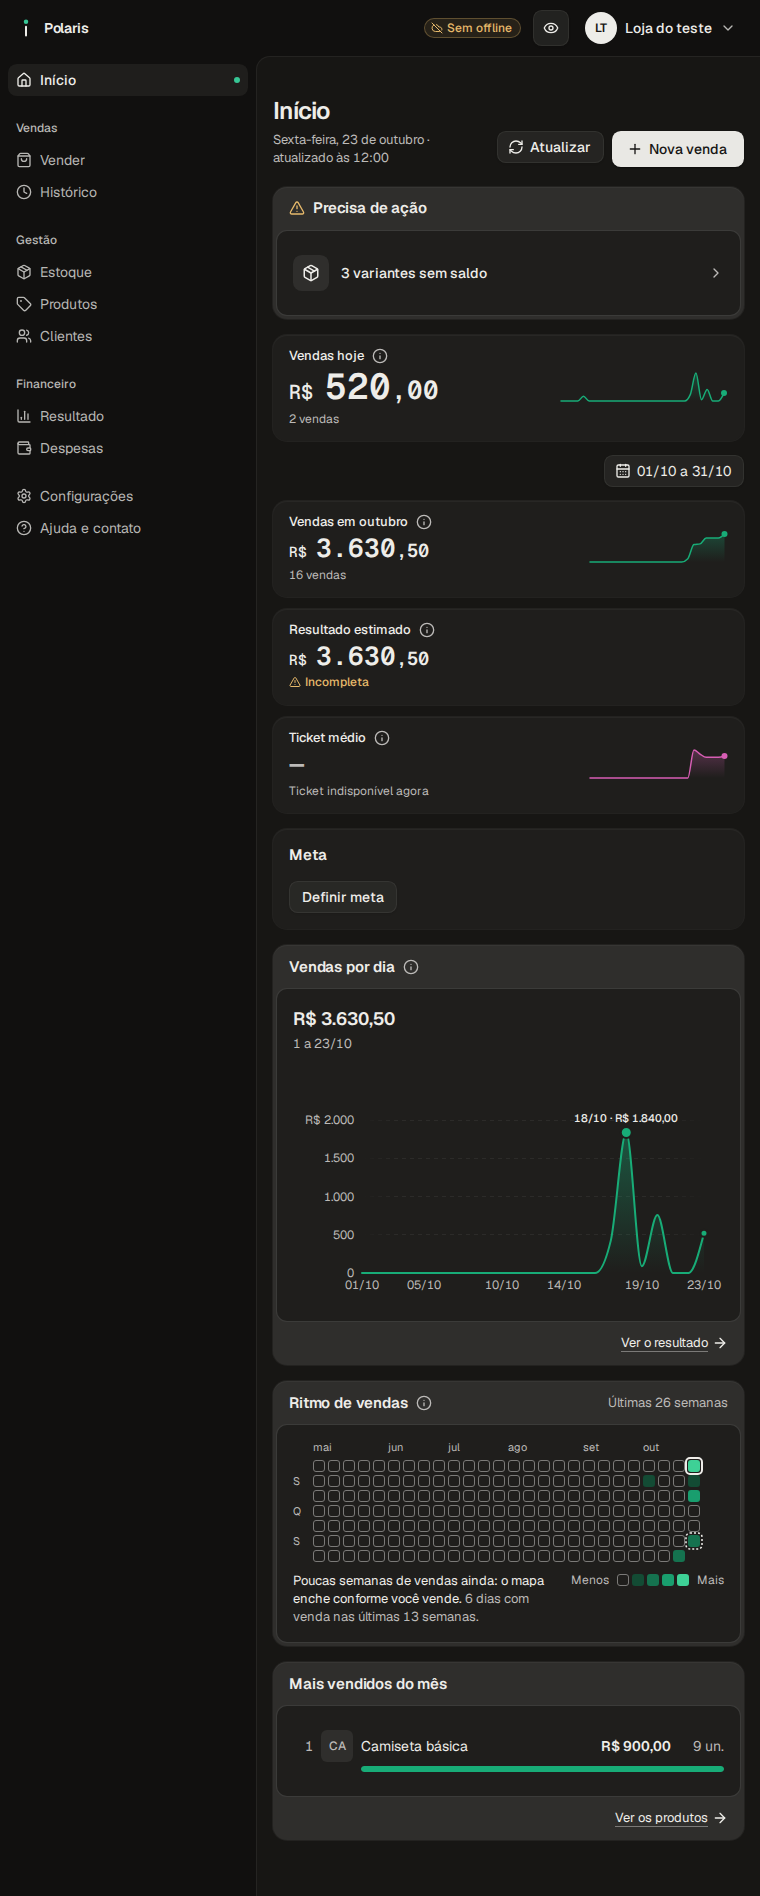 Polaris
Sem offline
LT
Loja do teste
Início
Vendas
Vender
Histórico
Gestão
Estoque
Produtos
Clientes
Financeiro
Resultado
Despesas
Configurações
Ajuda e contato
Início
Sexta-feira, 23 de outubro ·
atualizado às 12:00
Atualizar
Nova venda
Precisa de ação
3 variantes sem saldo
Vendas hoje
R$ 520,00
2 vendas
01/10 a 31/10
Vendas em outubro
R$ 3.630,50
16 vendas
Resultado estimado
R$ 3.630,50
Incompleta
Ticket médio
—
Ticket indisponível agora
Meta
Definir meta
Vendas por dia
R$ 3.630,50
1 a 23/10
18/10 · R$ 1.840,00
R$ 2.000
1.500
1.000
500
0
01/10 05/10 10/10 14/10 19/10 23/10
Ver o resultado
Ritmo de vendas
Últimas 26 semanas
mai jun jul ago set out
S
Q
S
Poucas semanas de vendas ainda: o mapa
enche conforme você vende. 6 dias com
venda nas últimas 13 semanas.
Menos
Mais
Mais vendidos do mês
1 CA Camiseta básica R$ 900,00 9 un.
Ver os produtos